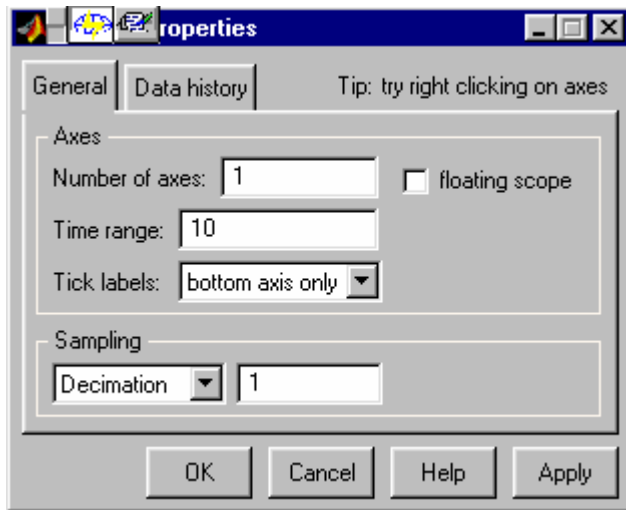 roperties
General Data history Tip: try right clicking on axes
Axes
Number of axes: 1 floating scope
Time range: 10
Tick labels: bottom axis only
Sampling
Decimation 1
OK Cancel Help Apply